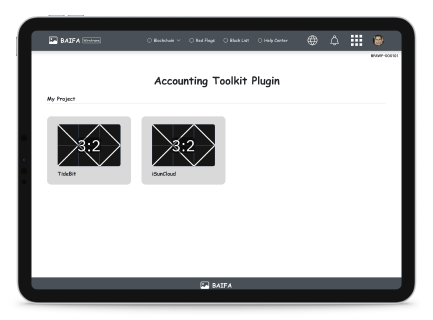 BAIFA Wireframe Blockchain Red Flags Black List Help Center
BFAWP-000101
Accounting Toolkit Plugin
My Project
3:2 3:2
TideBit iSunCloud
BAIFA